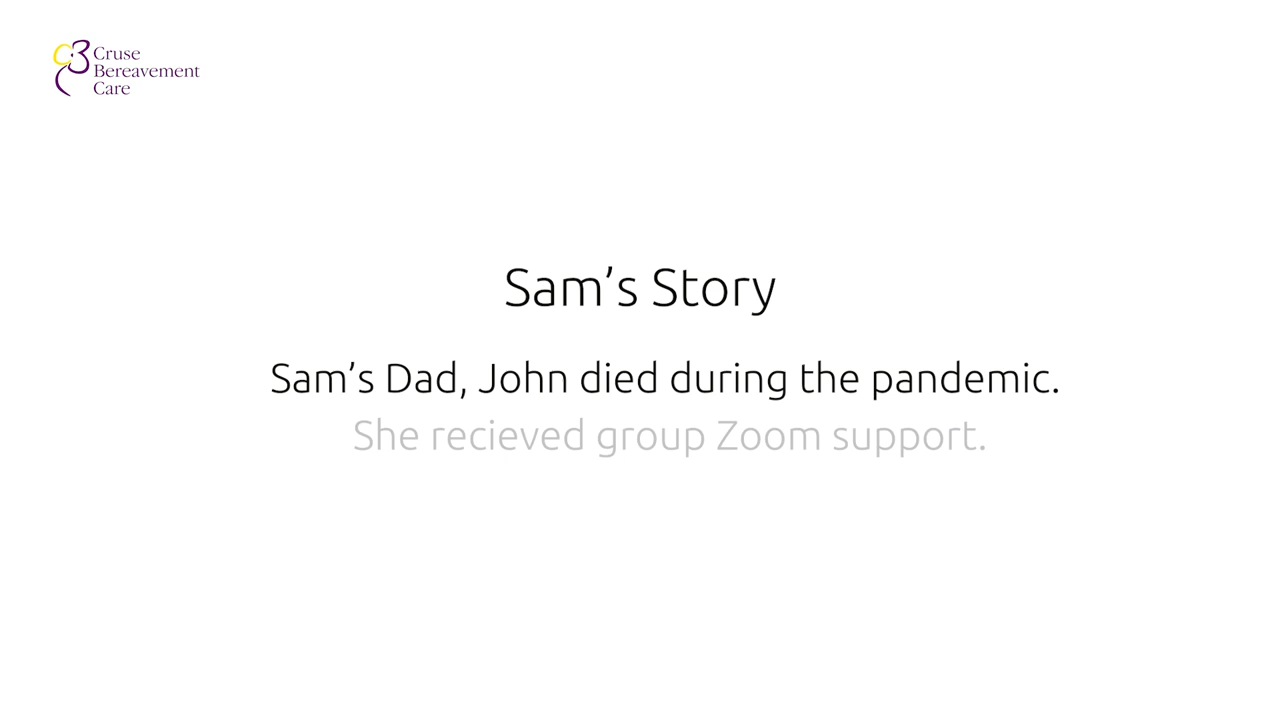 Cruse
Bereavement
Care
Sam's Story
Sam's Dad, John died during the pandemic.
She recieved group Zoom support.